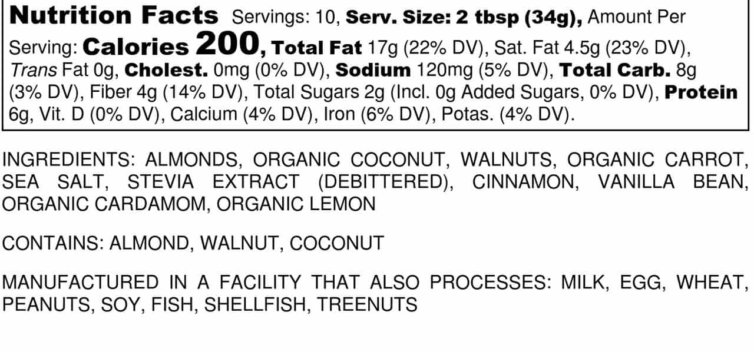 Nutrition Facts Servings: 10, Serv. Size: 2 tbsp (34g), Amount Per
Serving: Calories 200, Total Fat 17g (22% DV), Sat. Fat 4.5g (23% DV),
Trans Fat 0g, Cholest. 0mg (0% DV), Sodium 120mg (5% DV), Total Carb. 8g
(3% DV), Fiber 4g (14% DV), Total Sugars 2g (Incl. 0g Added Sugars, 0% DV), Protein
6g, Vit. D (0% DV), Calcium (4% DV), Iron (6% DV), Potas. (4% DV).
INGREDIENTS: ALMONDS, ORGANIC COCONUT, WALNUTS, ORGANIC CARROT,
SEA SALT, STEVIA EXTRACT (DEBITTERED), CINNAMON, VANILLA BEAN,
ORGANIC CARDAMOM, ORGANIC LEMON
CONTAINS: ALMOND, WALNUT, COCONUT
MANUFACTURED IN A FACILITY THAT ALSO PROCESSES: MILK, EGG, WHEAT,
PEANUTS, SOY, FISH, SHELLFISH, TREENUTS